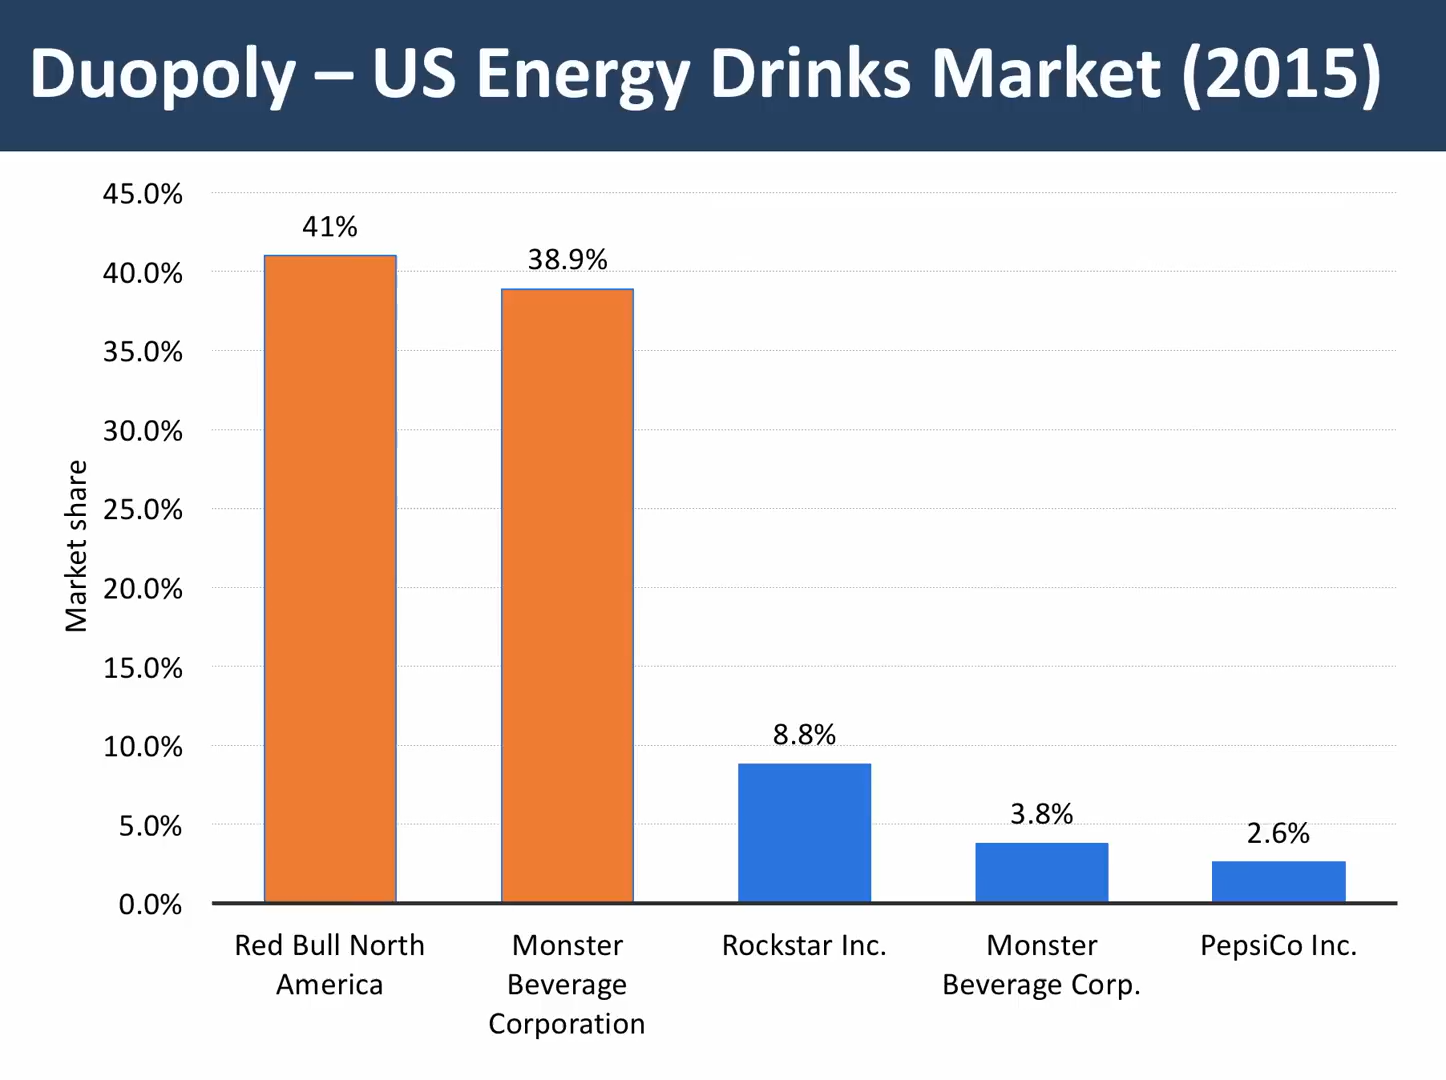 Duopoly – US Energy Drinks Market (2015)
45.0%
40.0%
35.0%
30.0%
25.0%
20.0%
15.0%
10.0%
5.0%
0.0%
Market share
41%
38.9%
8.8%
3.8%
2.6%
Red Bull North
America
Monster
Beverage
Corporation
Rockstar Inc.
Monster
Beverage Corp.
PepsiCo Inc.